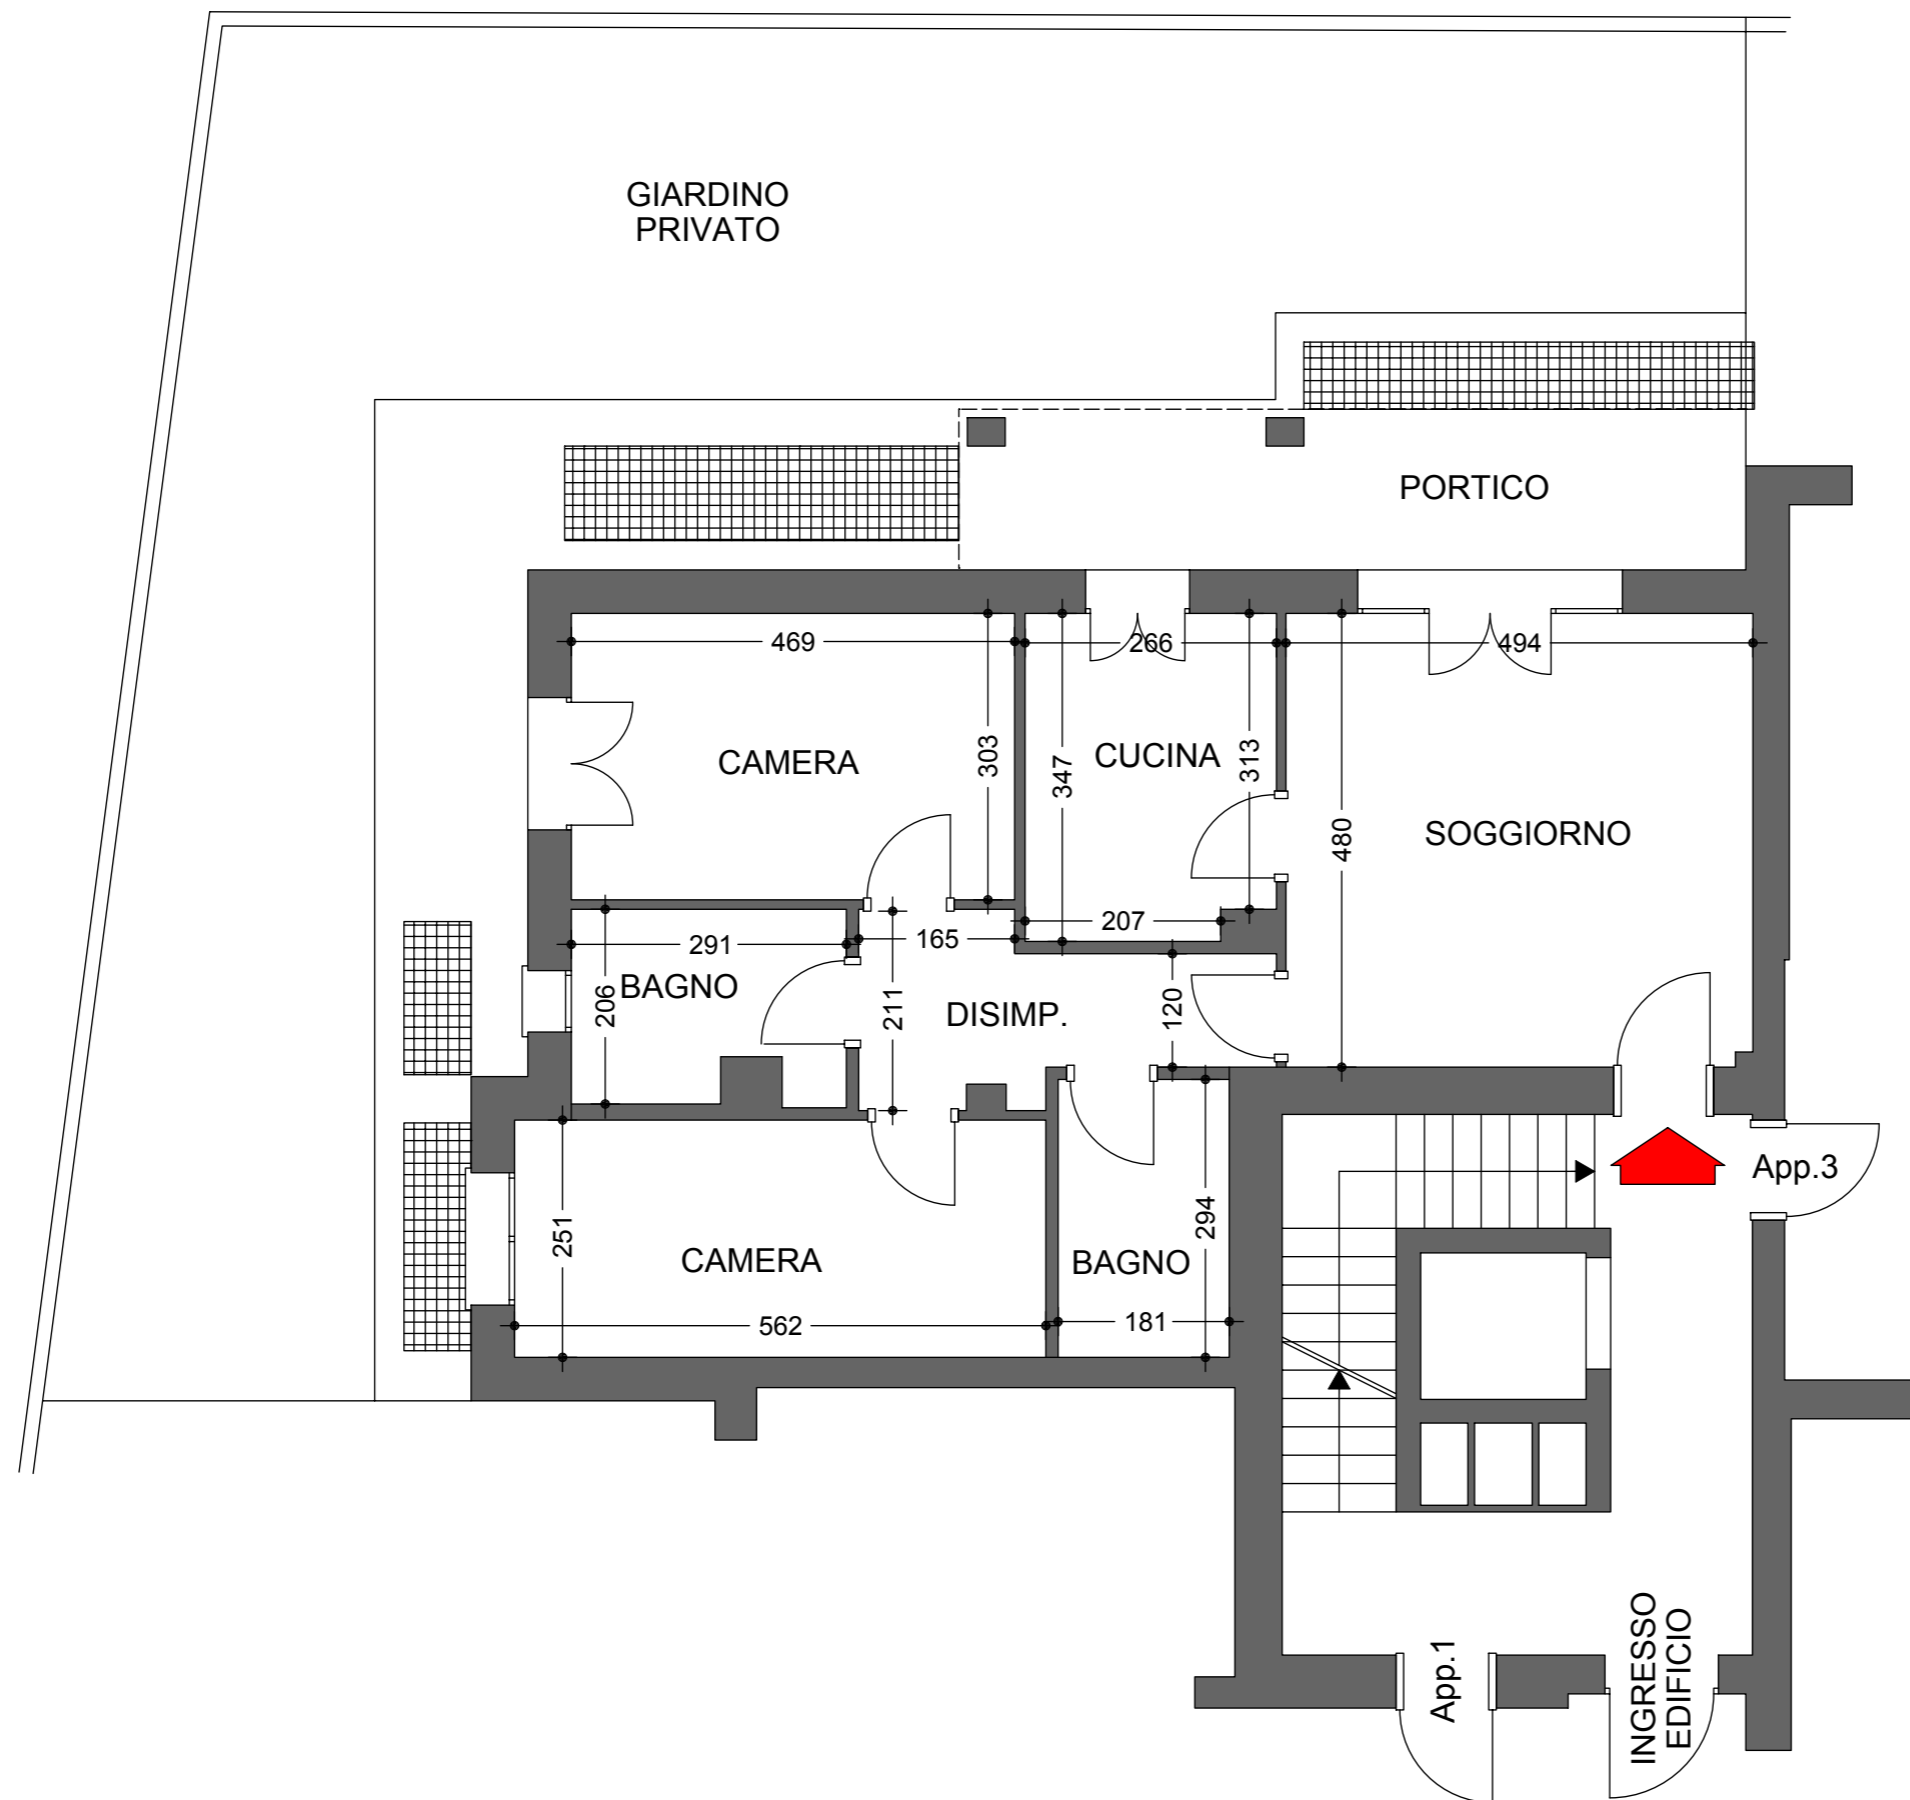 GIARDINO
PRIVATO
PORTICO
469
266
494
CAMERA
303
347
CUCINA
313
480
SOGGIORNO
291
165
207
BAGNO
206
211
DISIMP.
120
App.3
251
CAMERA
562
BAGNO
294
181
App.1
INGRESSO
EDIFICIO